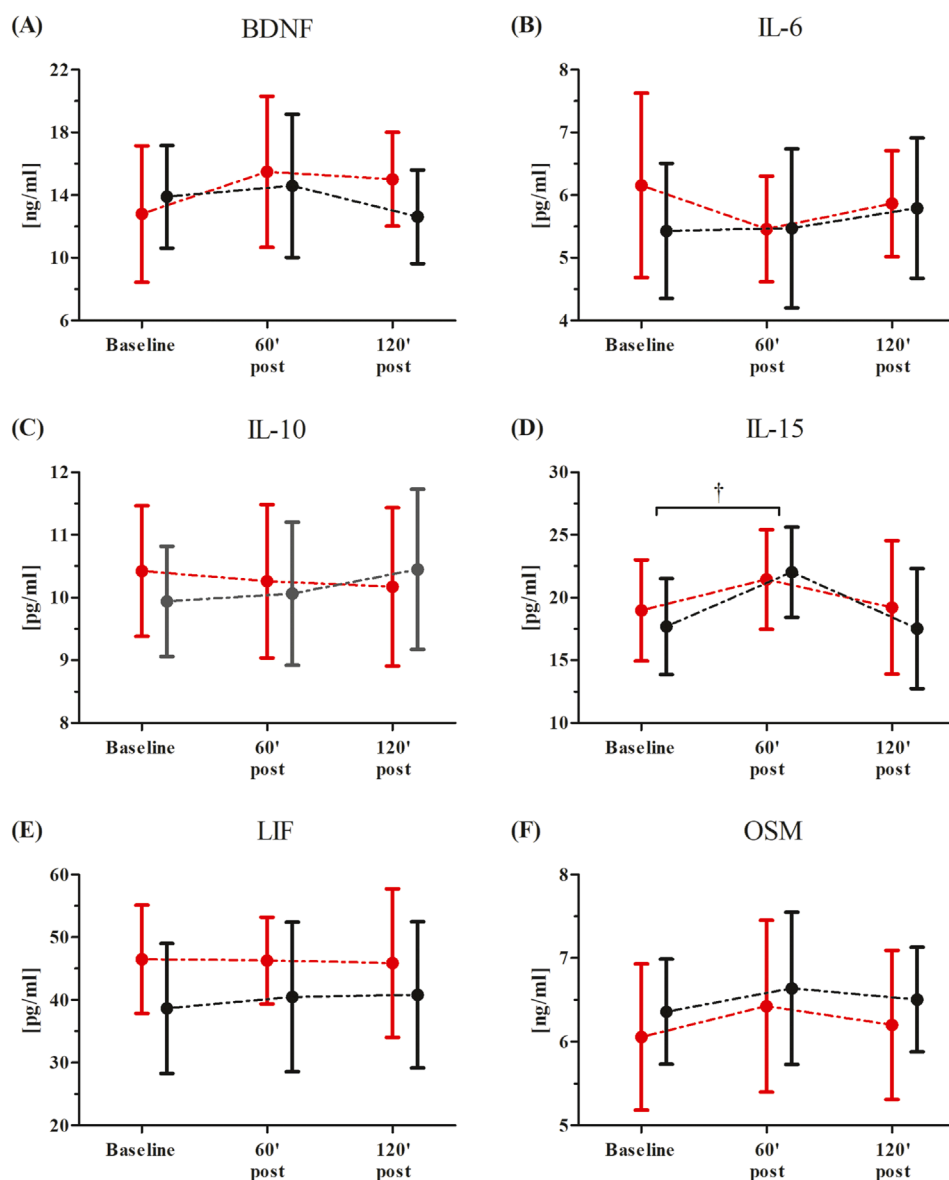 (A) BDNF
[ng/ml]
22
18
14
10
6
Baseline 60' 120'
post post
(B) IL-6
[pg/ml]
8
7
6
5
4
Baseline 60' 120'
post post
(C) IL-10
[pg/ml]
12
11
10
9
8
Baseline 60' 120'
post post
(D) IL-15
[pg/ml]
30
25
20
15
10
†
Baseline 60' 120'
post post
(E) LIF
[pg/ml]
60
50
40
30
20
Baseline 60' 120'
post post
(F) OSM
[ng/ml]
8
7
6
5
Baseline 60' 120'
post post